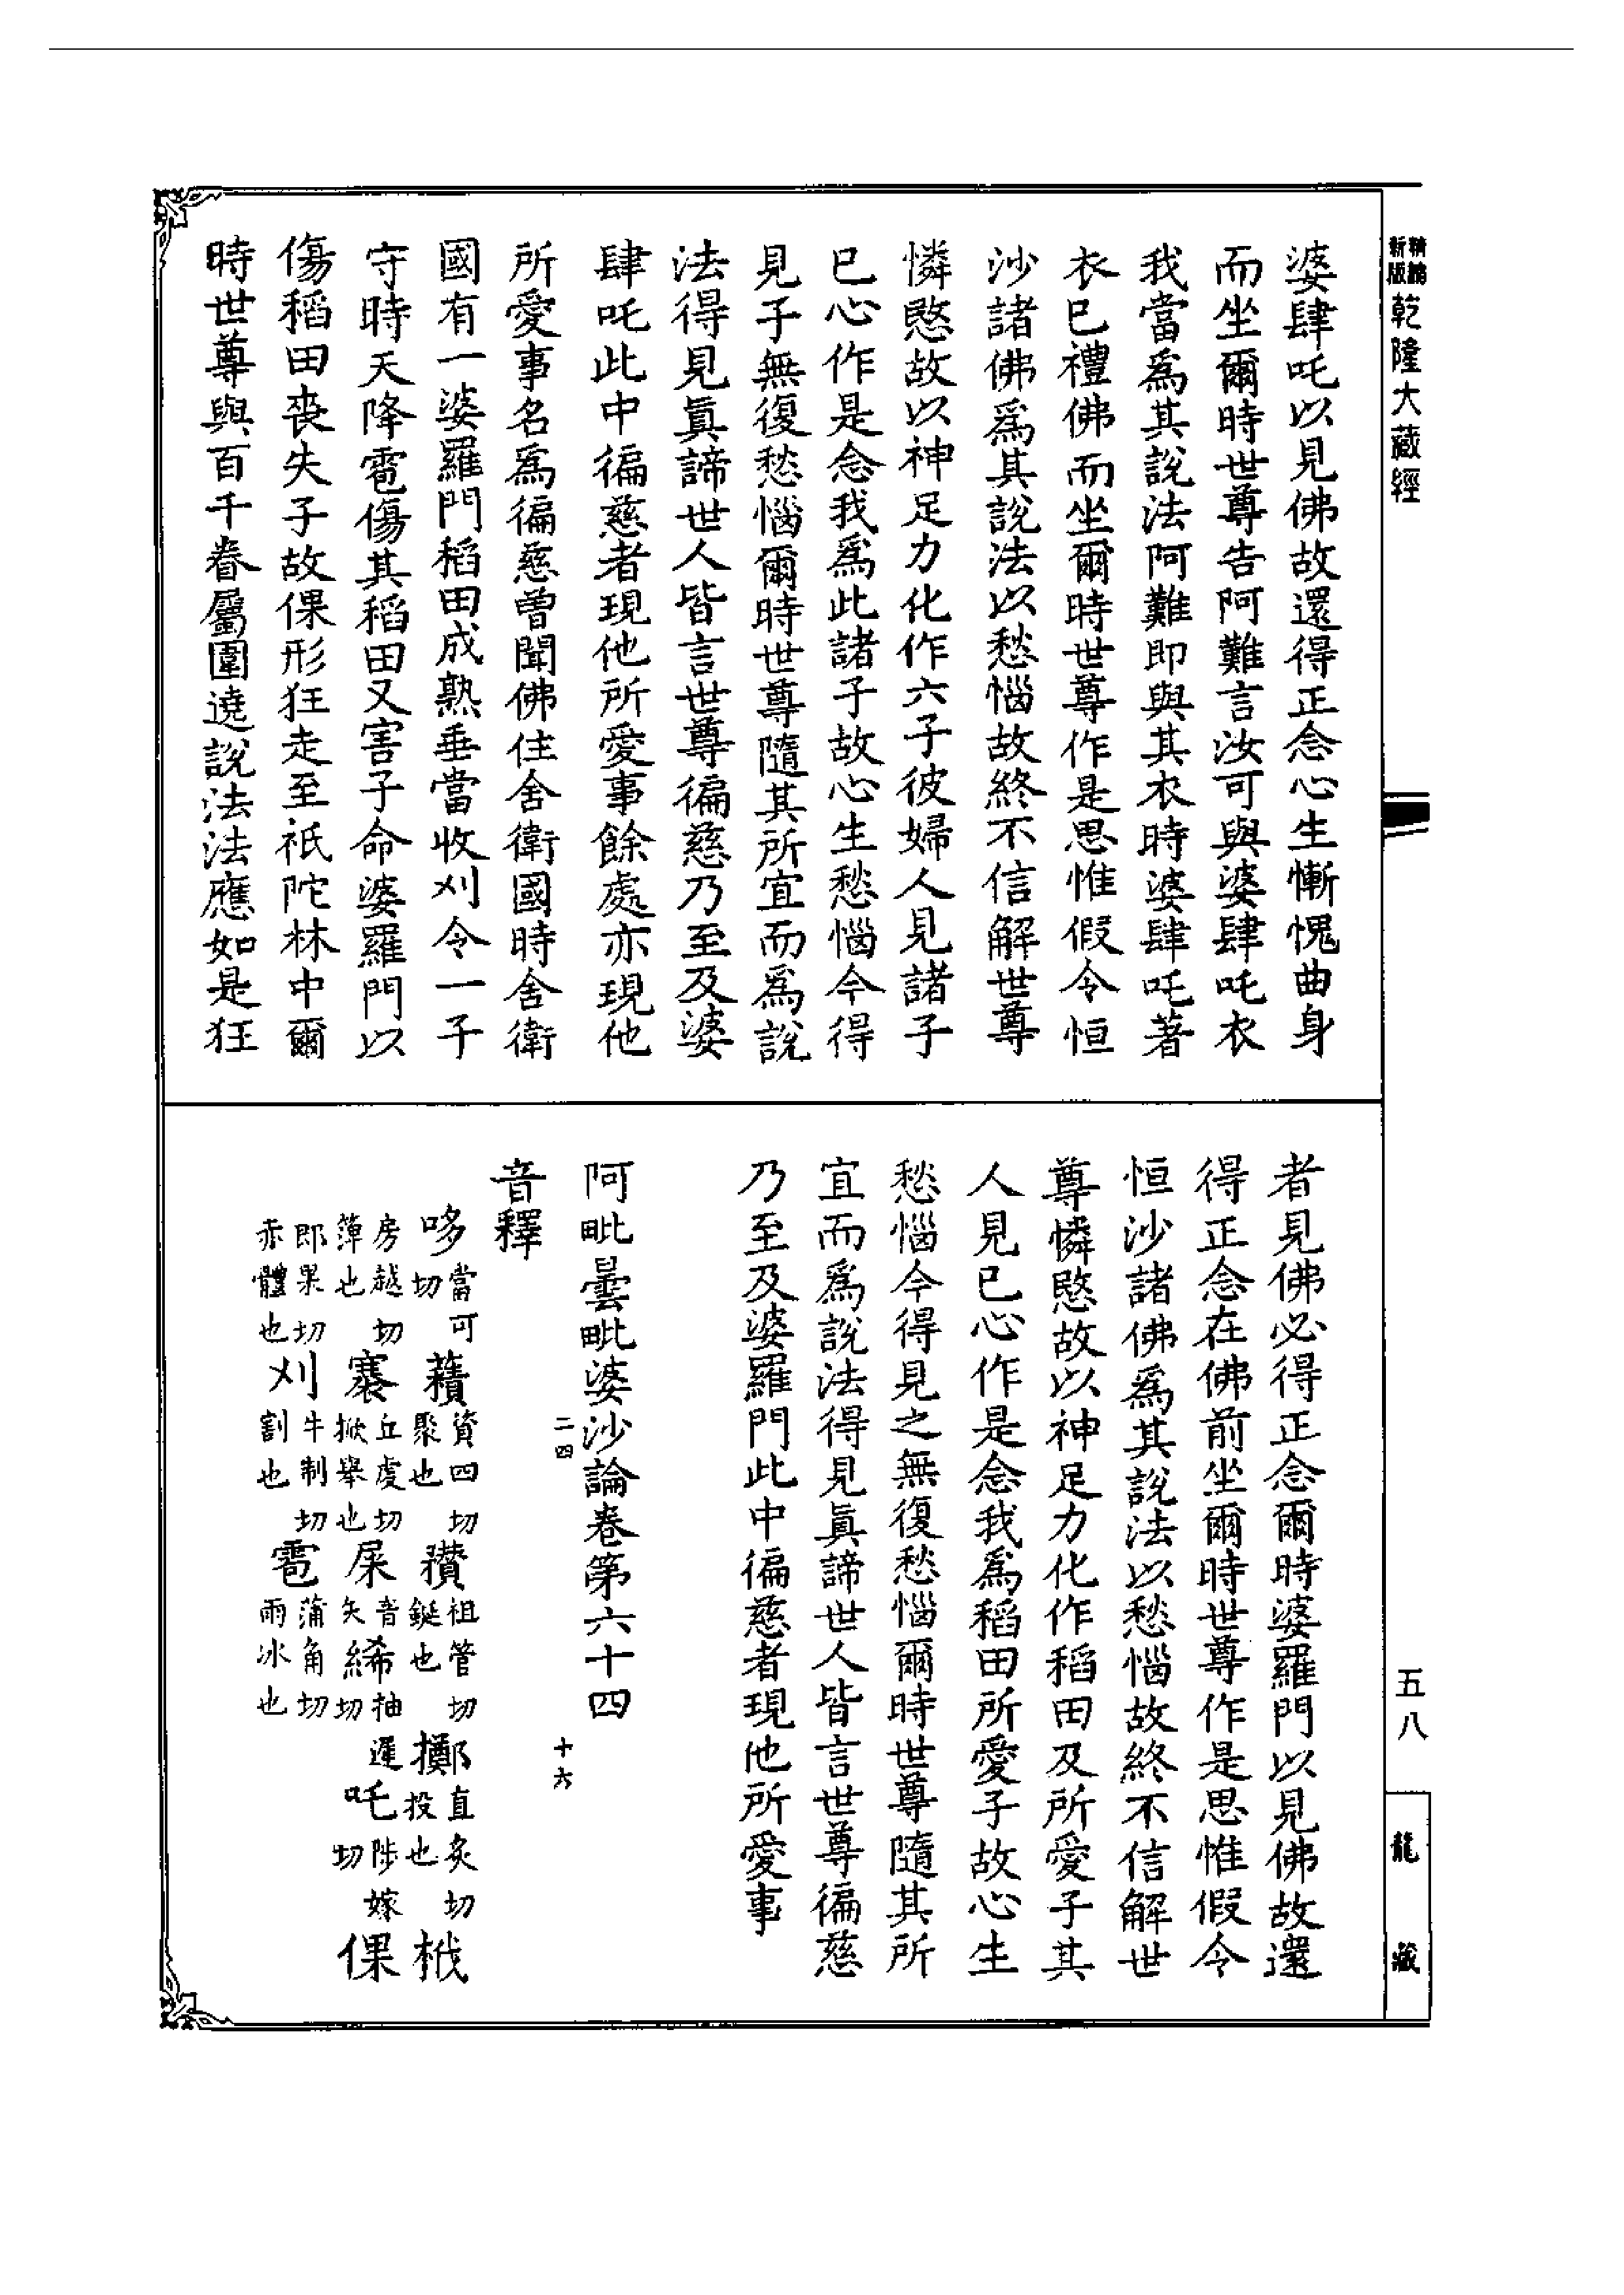 新版
乾隆大藏經
婆肆吒以見佛故還得正念心生慚愧曲身
而坐爾時世尊告阿難言汝可與婆肆吒衣
我當爲其說法阿難即與其衣時婆肆吒著
衣已禮佛而坐爾時世尊作是思惟假令恒
沙諸佛爲其說法以愁惱故終不信解世尊
憐愍故以神足力化作六子彼婦人見諸子
已心作是念我爲此諸子故心生愁惱今得
見子無復愁惱爾時世尊隨其所宜而爲說
法得見眞諦世人皆言世尊徧慈乃至及婆
肆吒此中徧慈者現他所愛事餘處亦現他
所愛事名爲徧慈曾聞佛住舍衛國時舍衛
國有一婆羅門稻田成熟垂當收刈令一子
守時天降雹傷其稻田又害子命婆羅門以
傷稻田喪失子故倮形狂走至祇陀林中爾
時世尊與百千眷屬圍遶說法法應如是狂
者見佛必得正念爾時婆羅門以見佛故還
得正念在佛前坐爾時世尊作是思惟假令
恒沙諸佛爲其說法以愁惱故終不信解世
尊憐愍故以神足力化作稻田及所愛子其
人見已心作是念我爲稻田所愛子故心生
愁惱今得見之無復愁惱爾時世尊隨其所
宜而爲說法得見眞諦世人皆言世尊徧慈
乃至及婆羅門此中徧慈者現他所愛事
阿毗曇毗婆沙論卷第六十四
二四 十六
音釋
哆當可切 積資四切聚也 攢祖管切鋋也 擲直炙切投也 栰
房越切簰也 褰丘虔切掀舉也 屎音矢 絺抽遲切 吒陟嫁切 倮
郎果切赤體也 刈牛制切割也 雹蒲角切雨冰也
五八
龍藏